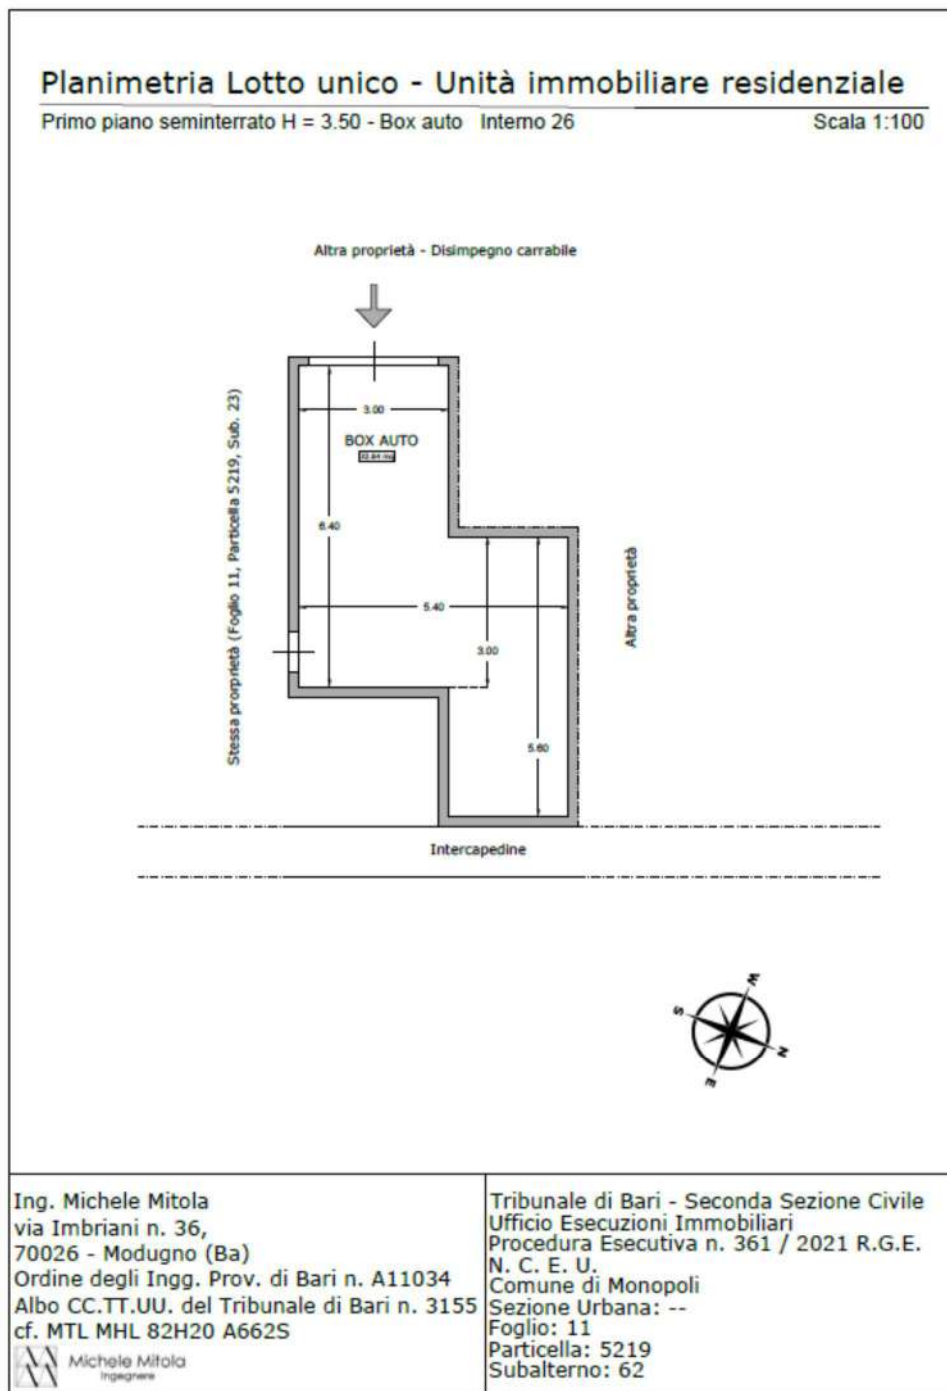 Planimetria Lotto unico - Unità immobiliare residenziale
Primo piano seminterrato H = 3.50 - Box auto Interno 26
Scala 1:100
Altra proprietà - Disimpegno carrabile
3.00
BOX AUTO
Stessa prorprietà (Foglio 11, Particella 5219, Sub. 23)
6.40
Altra proprietà
5.40
3.00
5.60
Intercapedine
W
S
N
E
Ing. Michele Mitola
via Imbriani n. 36,
70026 - Modugno (Ba)
Ordine degli Ingg. Prov. di Bari n. A11034
Albo CC.TT.UU. del Tribunale di Bari n. 3155
cf. MTL MHL 82H20 A662S
Michele Mitola
Ingegnere
Tribunale di Bari - Seconda Sezione Civile
Ufficio Esecuzioni Immobiliari
Procedura Esecutiva n. 361 / 2021 R.G.E.
N. C. E. U.
Comune di Monopoli
Sezione Urbana: --
Foglio: 11
Particella: 5219
Subalterno: 62